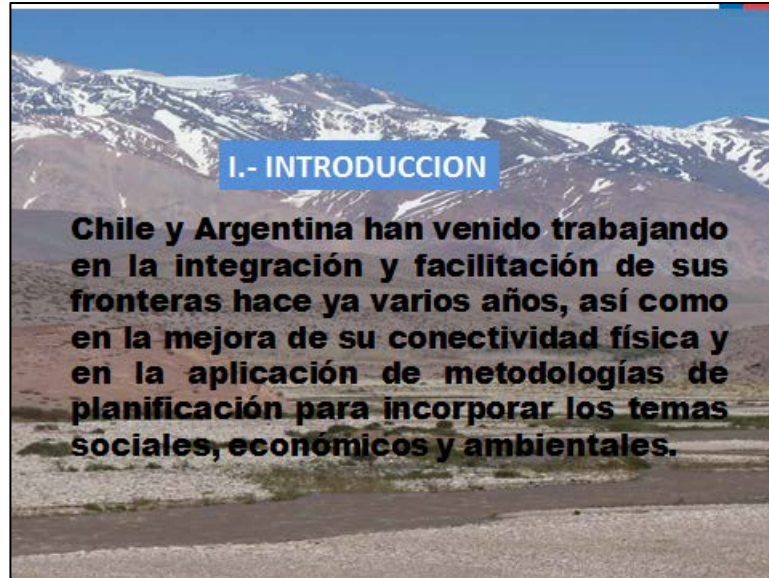 I.- INTRODUCCION
Chile y Argentina han venido trabajando
en la integración y facilitación de sus
fronteras hace ya varios años, así como
en la mejora de su conectividad física y
en la aplicación de metodologías de
planificación para incorporar los temas
sociales, económicos y ambientales.